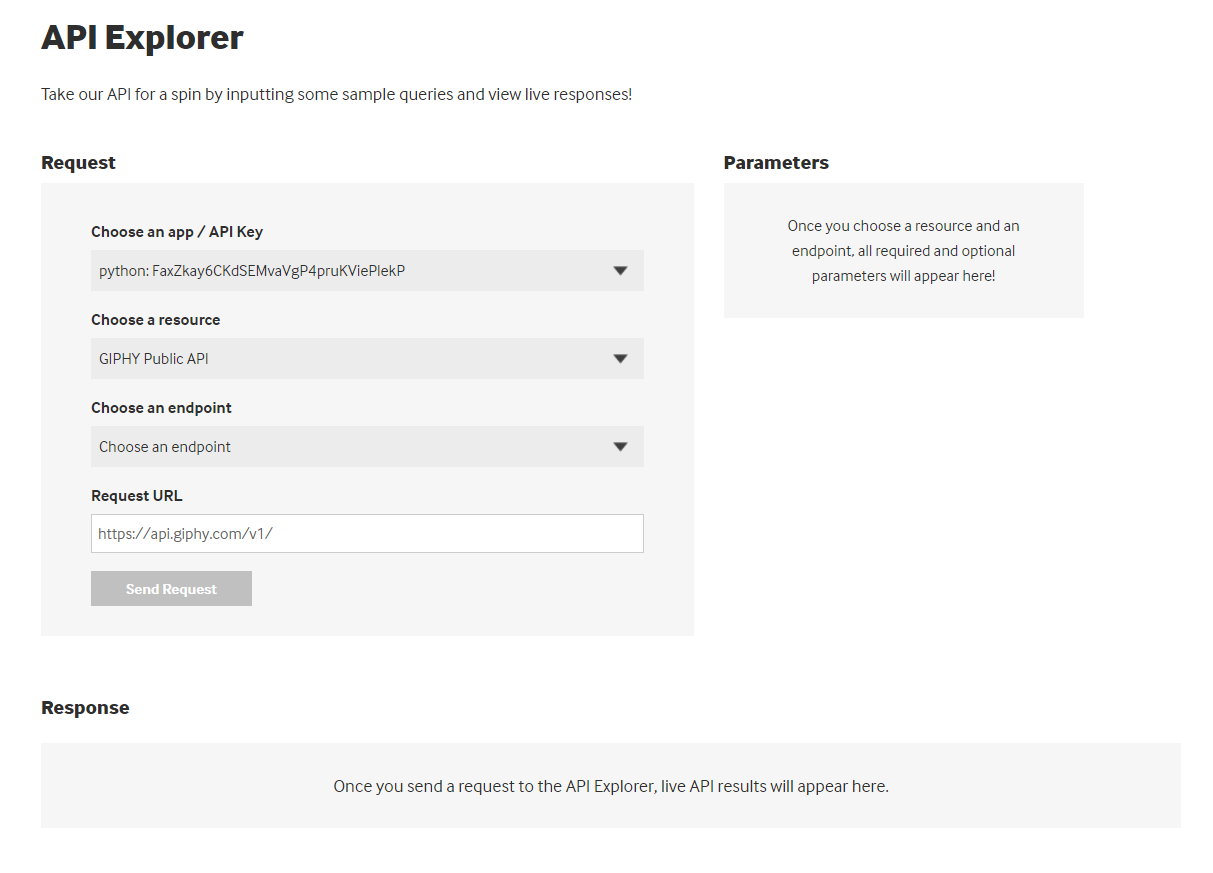 API Explorer
Take our API for a spin by inputting some sample queries and view live responses!
Request
Choose an app / API Key
python: FaxZkay6CKdSEMvaVgP4pruKViePlekP
Choose a resource
GIPHY Public API
Choose an endpoint
Choose an endpoint
Request URL
https://api.giphy.com/v1/
Send Request
Parameters
Once you choose a resource and an
endpoint, all required and optional
parameters will appear here!
Response
Once you send a request to the API Explorer, live API results will appear here.